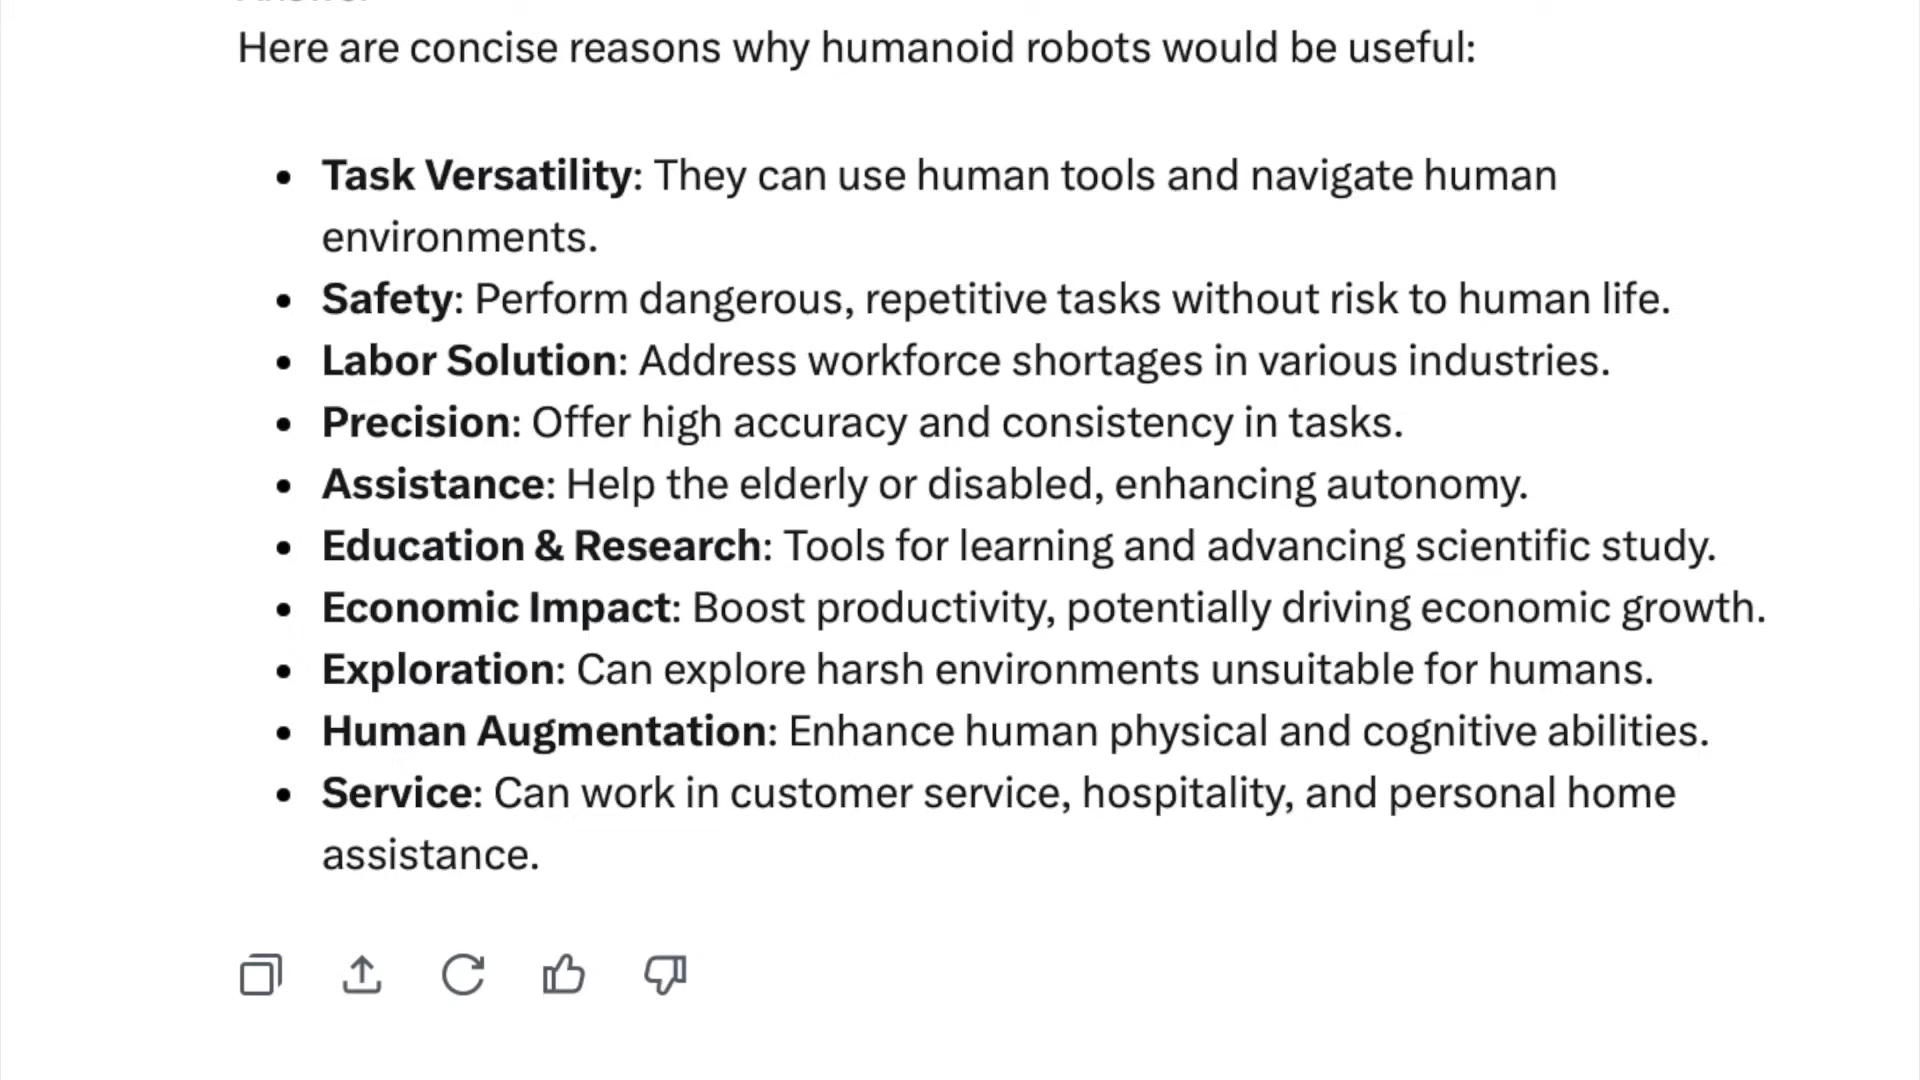 Here are concise reasons why humanoid robots would be useful:
• Task Versatility: They can use human tools and navigate human
environments.
• Safety: Perform dangerous, repetitive tasks without risk to human life.
• Labor Solution: Address workforce shortages in various industries.
• Precision: Offer high accuracy and consistency in tasks.
• Assistance: Help the elderly or disabled, enhancing autonomy.
• Education & Research: Tools for learning and advancing scientific study.
• Economic Impact: Boost productivity, potentially driving economic growth.
• Exploration: Can explore harsh environments unsuitable for humans.
• Human Augmentation: Enhance human physical and cognitive abilities.
• Service: Can work in customer service, hospitality, and personal home
assistance.